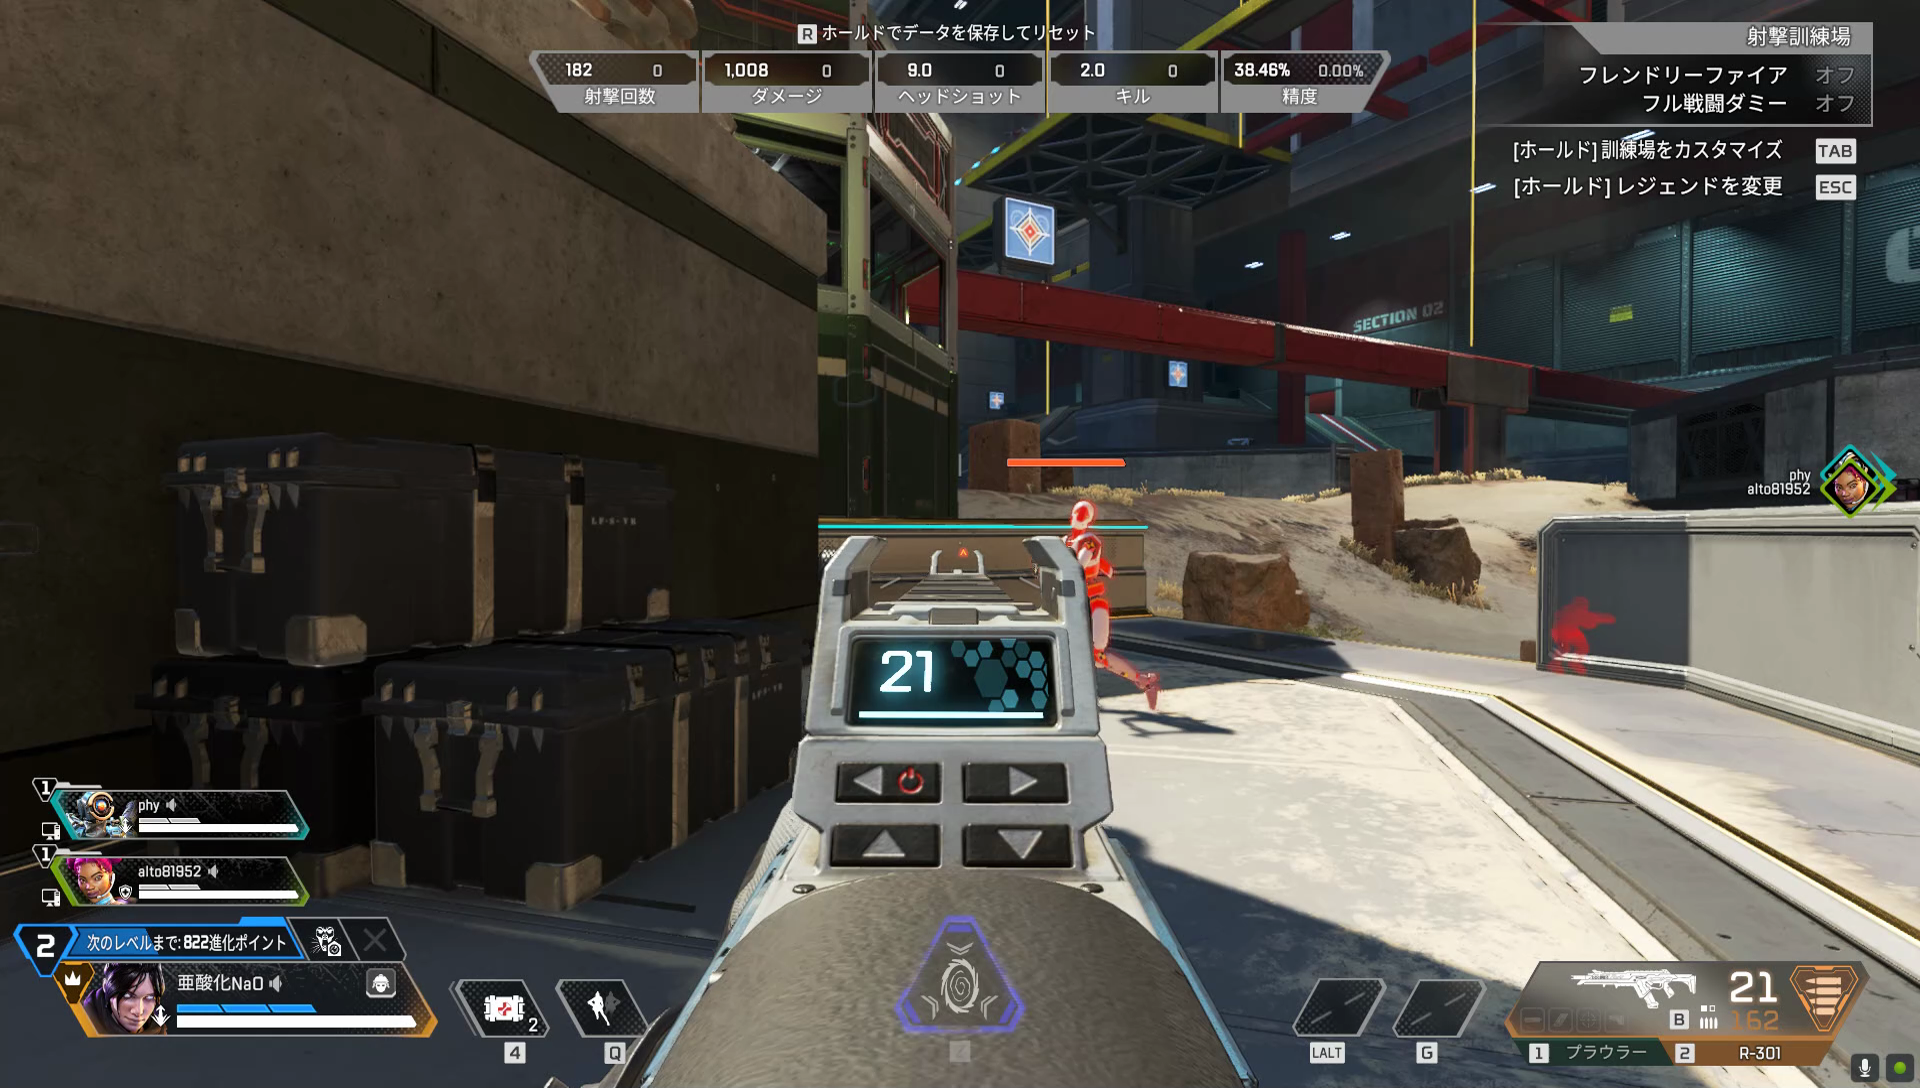 R ホールドでデータを保存してリセット
182 0 1,008 0 9.0 0 2.0 0 38.46% 0.00%
射撃回数 ダメージ ヘッドショット キル 精度
射撃訓練場
フレンドリーファイア オフ
フル戦闘ダミー オフ
[ホールド] 訓練場をカスタマイズ TAB
[ホールド] レジェンドを変更 ESC
SECTION 02
phy
alto81952
LF-8-YR
21
1
phy
1
alto81952
2 次のレベルまで: 822進化ポイント
亜酸化NaO
2
4 Q
LALT G
21
B 162
1 プラウラー 2 R-301